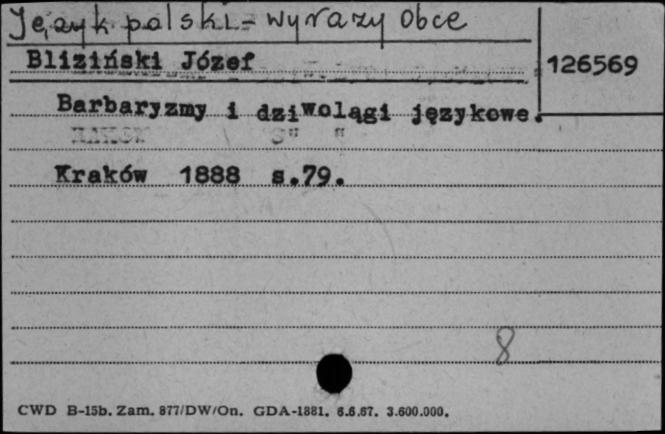 Język polski - wyrazy obce
Bliziński Józef
126569
Barbaryzmy i dziwolągi językowe.
Kraków 1888 s.79.
8
CWD B-15b. Zam. 877/DW/On. GDA-1881. 6.6.67. 3.600.000.